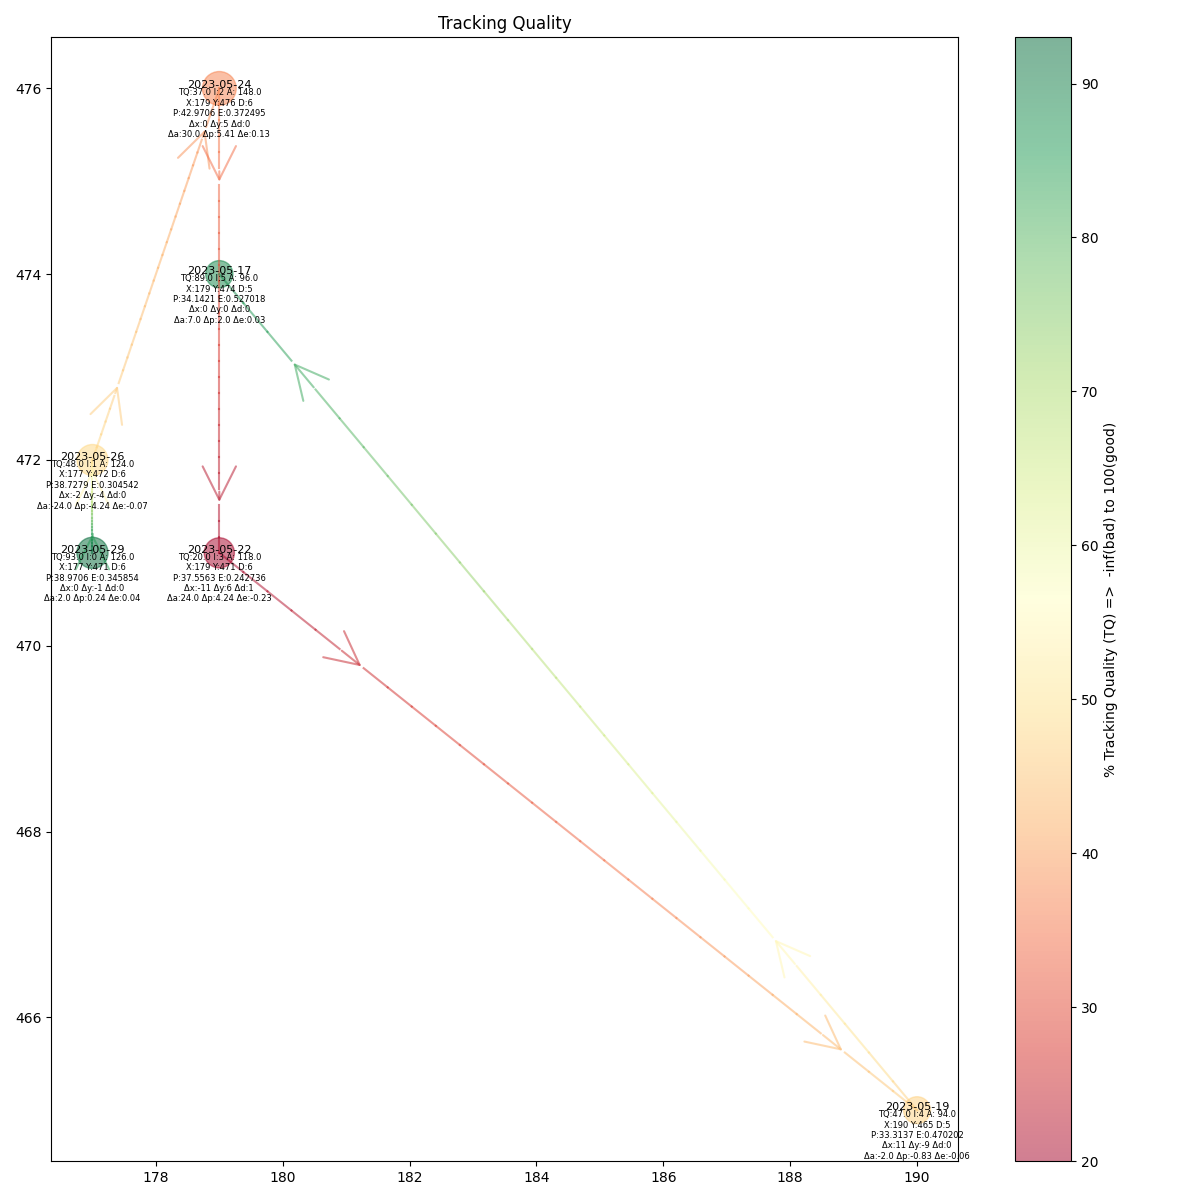 Tracking Quality
476
474
472
470
468
466
178
180
182
184
186
188
190
2023-05-24
TQ:37.0 I:2 A: 148.0
X:179 Y:476 D:6
P:42.9706 E:0.372495
Δx:0 Δy:5 Δd:0
Δa:30.0 Δp:5.41 Δe:0.13
2023-05-17
TQ:89.0 I:5 A: 96.0
X:179 Y:474 D:5
P:34.1421 E:0.527018
Δx:0 Δy:0 Δd:0
Δa:7.0 Δp:2.0 Δe:0.03
2023-05-26
TQ:48.0 I:1 A: 124.0
X:177 Y:472 D:6
P:38.7279 E:0.304542
Δx:-2 Δy:-4 Δd:0
Δa:-24.0 Δp:-4.24 Δe:-0.07
2023-05-29
TQ:93.0 I:0 A: 126.0
X:177 Y:471 D:6
P:38.9706 E:0.345854
Δx:0 Δy:-1 Δd:0
Δa:2.0 Δp:0.24 Δe:0.04
2023-05-22
TQ:20.0 I:3 A: 118.0
X:179 Y:471 D:6
P:37.5563 E:0.242736
Δx:-11 Δy:6 Δd:1
Δa:24.0 Δp:4.24 Δe:-0.23
2023-05-19
TQ:47.0 I:4 A: 94.0
X:190 Y:465 D:5
P:33.3137 E:0.470202
Δx:11 Δy:-9 Δd:0
Δa:-2.0 Δp:-0.83 Δe:-0.06
90
80
70
60
50
40
30
20
% Tracking Quality (TQ) => -inf(bad) to 100(good)